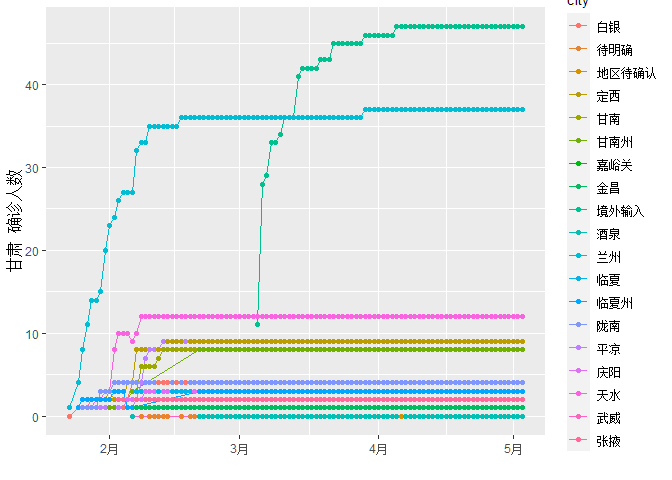 city
白银
待明确
地区待确认
定西
甘南
甘南州
嘉峪关
金昌
境外输入
酒泉
兰州
临夏
临夏州
陇南
平凉
庆阳
天水
武威
张掖
甘肃 确诊人数
40
30
20
10
0
2月
3月
4月
5月